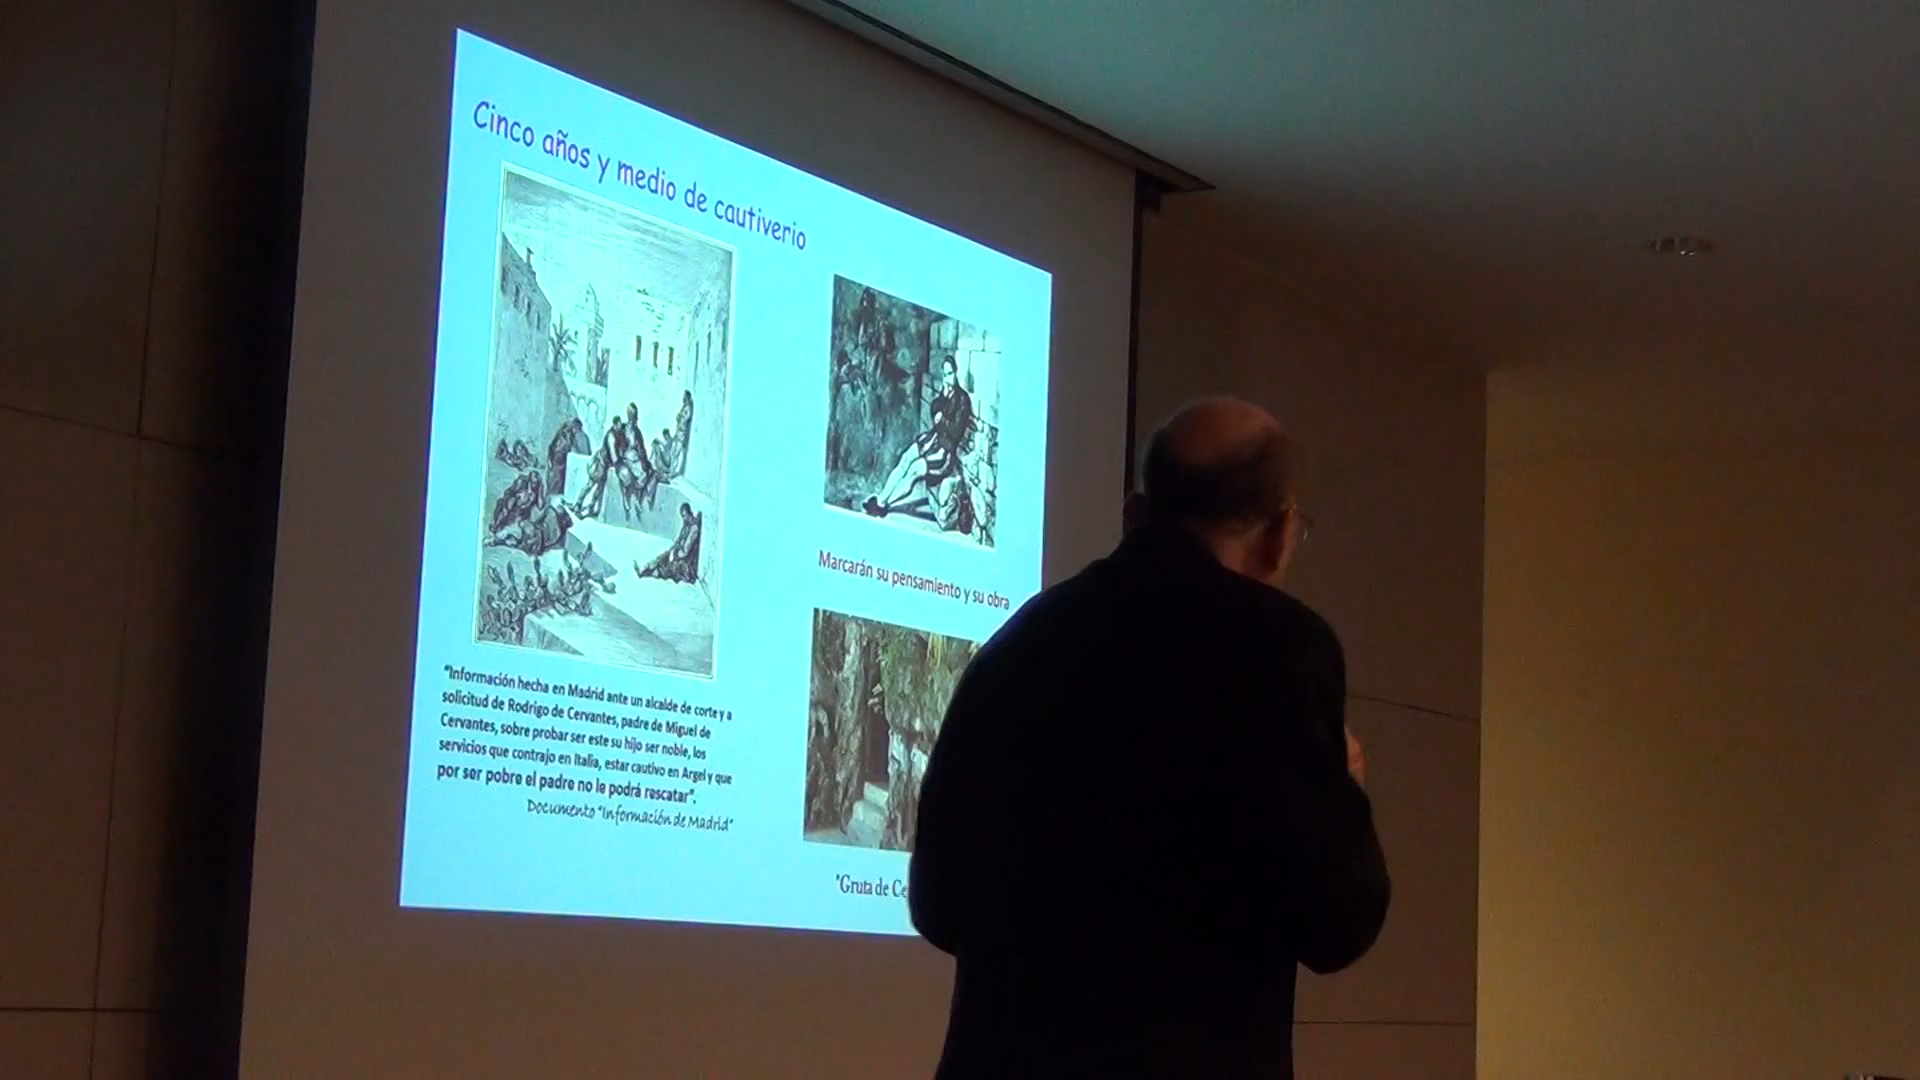 Cinco años y medio de cautiverio
Marcarán su pensamiento y su obra
“Información hecha en Madrid ante un alcalde de corte y a
solicitud de Rodrigo de Cervantes, padre de Miguel de
Cervantes, sobre probar ser este su hijo ser noble, los
servicios que contrajo en Italia, estar cautivo en Argel y que
por ser pobre el padre no le podrá rescatar”.
Documento “Información de Madrid”
"Gruta de Ce